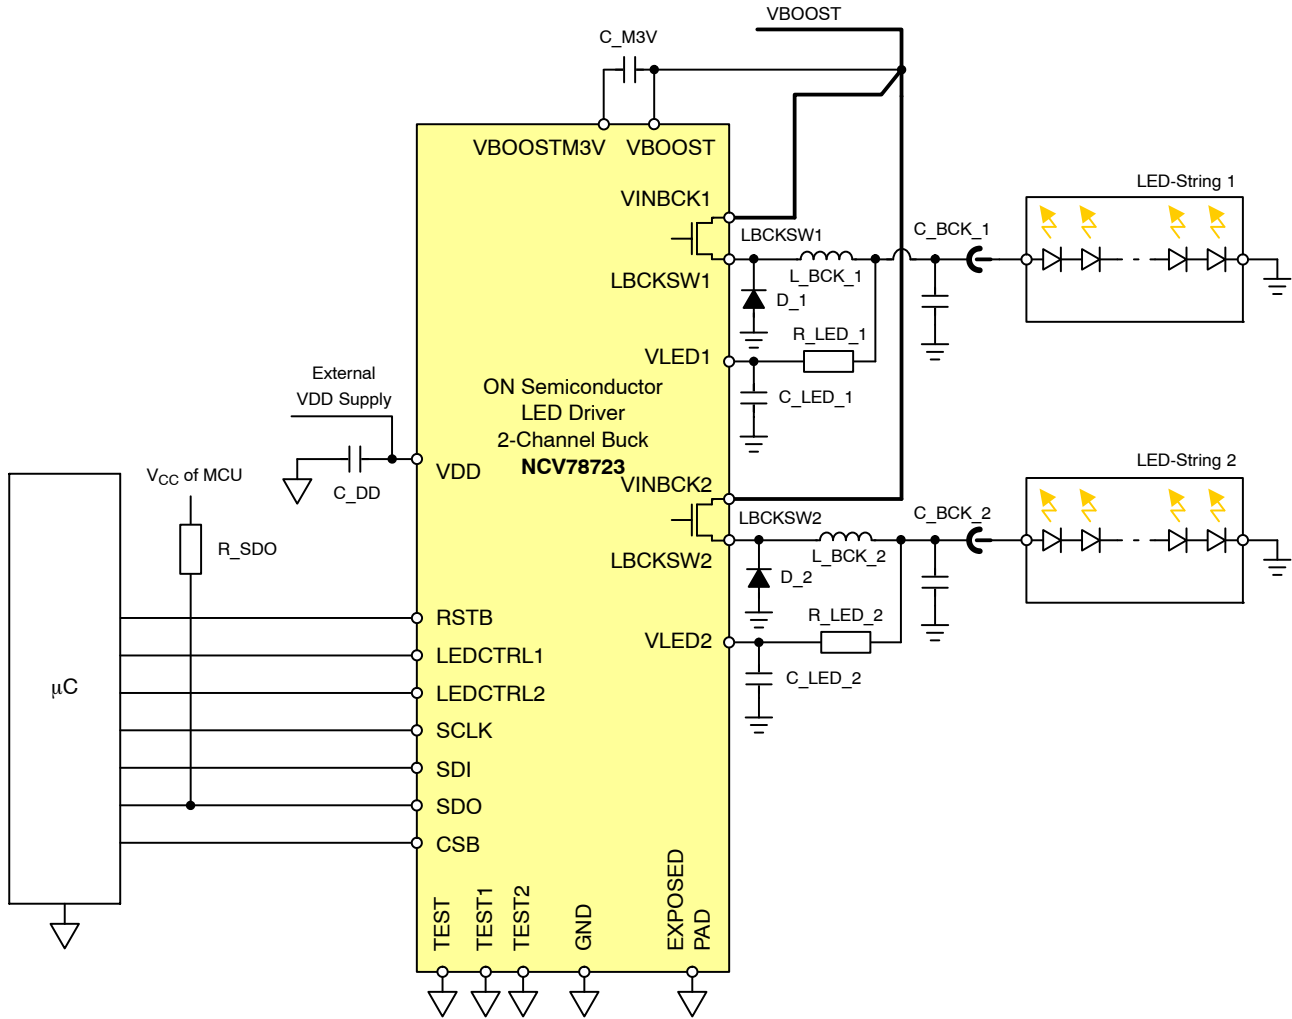 VBOOST
C_M3V
VBOOSTM3V
VBOOST
VINBCK1
LBCKSW1
LBCKSW1
L_BCK_1
C_BCK_1
LED-String 1
D_1
R_LED_1
VLED1
C_LED_1
External
VDD Supply
C_DD
VDD
ON Semiconductor
LED Driver
2-Channel Buck
NCV78723
VINBCK2
LBCKSW2
LBCKSW2
L_BCK_2
C_BCK_2
LED-String 2
D_2
R_LED_2
VLED2
C_LED_2
VCC of MCU
R_SDO
µC
RSTB
LEDCTRL1
LEDCTRL2
SCLK
SDI
SDO
CSB
TEST
TEST1
TEST2
GND
EXPOSED
PAD